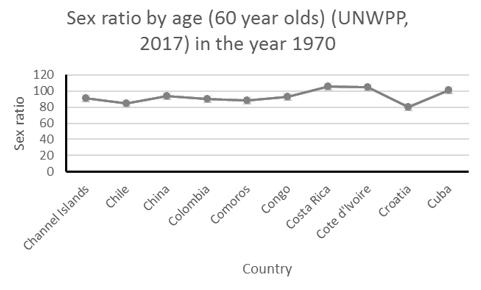 Sex ratio by age (60 year olds) (UNWPP,
2017) in the year 1970
120
100
80
60
40
20
0
Sex ratio
Channel Islands
Chile
China
Colombia
Comoros
Congo
Costa Rica
Cote d'Ivoire
Croatia
Cuba
Country